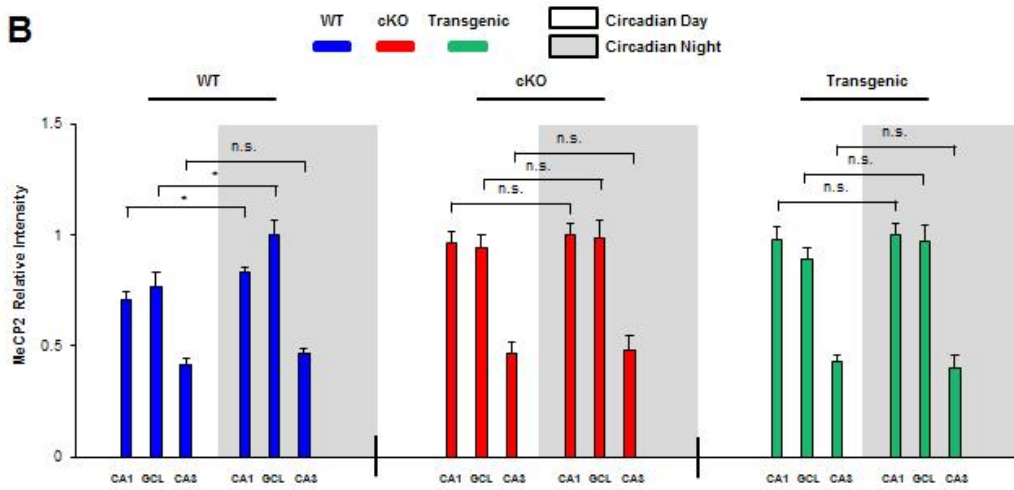 B
WT cKO Transgenic
Circadian Day
Circadian Night
WT cKO Transgenic
MeCP2 Relative Intensity
1.5
1
0.5
0
n.s.
*
*
n.s.
n.s.
n.s.
n.s.
n.s.
n.s.
CA1 GCL CA3 CA1 GCL CA3
CA1 GCL CA3 CA1 GCL CA3
CA1 GCL CA3 CA1 GCL CA3